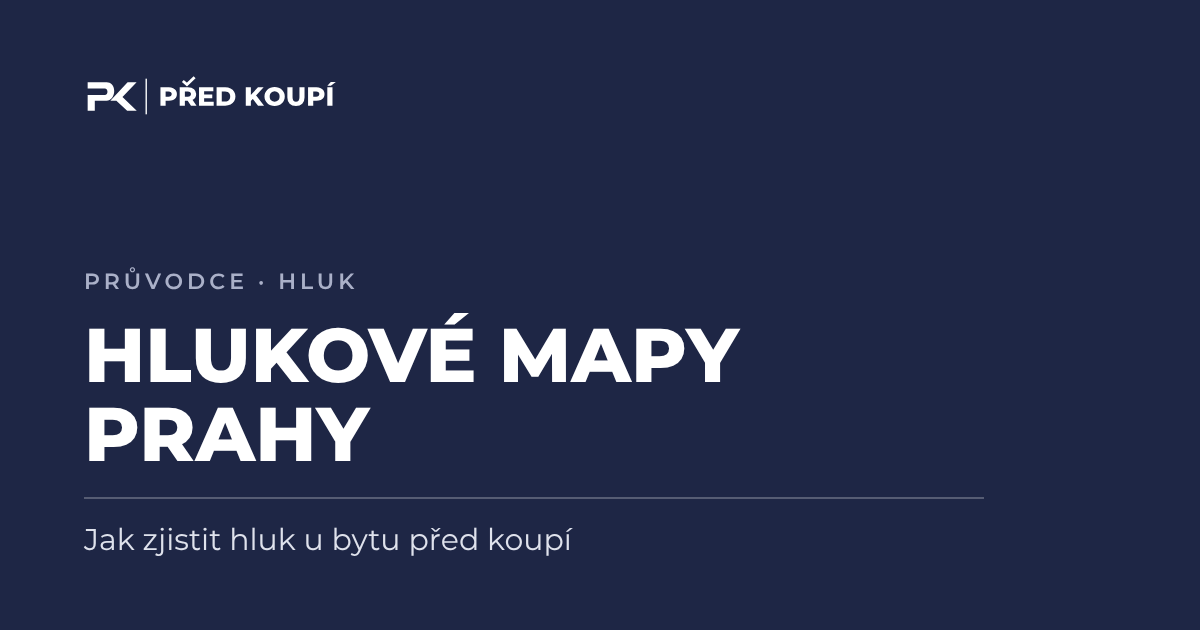 PK | PŘED KOUPÍ
PRŮVODCE · HLUK
HLUKOVÉ MAPY
PRAHY
Jak zjistit hluk u bytu před koupí